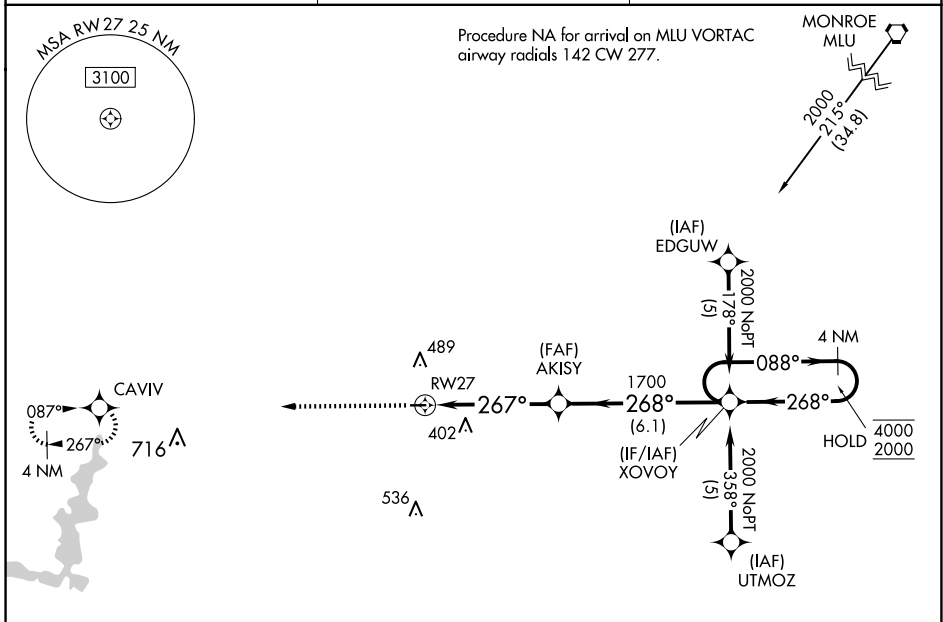 MSA RW27 25 NM
3100
Procedure NA for arrival on MLU VORTAC
airway radials 142 CW 277.
MONROE
MLU
2000
215°
(34.8)
(IAF)
EDGUW
2000 NoPT
178°
(5)
4 NM
088°
489
(FAF)
AKISY
RW27
1700
267°
268°
268°
(6.1)
402
HOLD
4000
2000
(IF/IAF)
XOVOY
CAVIV
087°
267°
4 NM
716
536
2000 NoPT
358°
(5)
(IAF)
UTMOZ